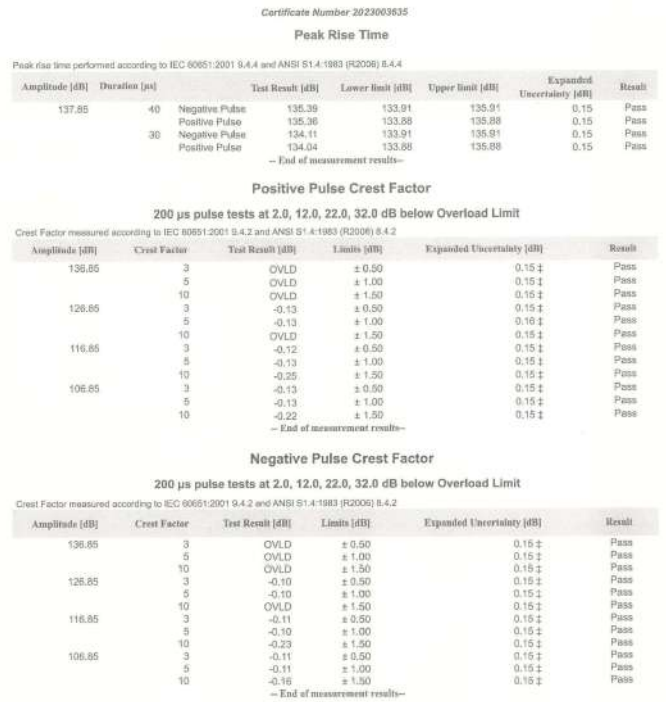 Certificate Number 2023003635
Peak Rise Time
Peak rise time performed according to IEC 60651:2001 9.4.4 and ANSI S1.4:1983 (R2006) 8.4.4
Amplitude [dB] Duration [µs] Test Result [dB] Lower limit [dB] Upper limit [dB] Expanded Uncertainty [dB] Result
137.85 40 Negative Pulse 135.39 133.91 135.91 0.15 Pass
Positive Pulse 135.36 133.88 135.88 0.15 Pass
30 Negative Pulse 134.11 133.91 135.91 0.15 Pass
Positive Pulse 134.04 133.88 135.88 0.15 Pass
-- End of measurement results--
Positive Pulse Crest Factor
200 µs pulse tests at 2.0, 12.0, 22.0, 32.0 dB below Overload Limit
Crest Factor measured according to IEC 60651:2001 9.4.2 and ANSI S1.4:1983 (R2006) 8.4.2
Amplitude [dB] Crest Factor Test Result [dB] Limits [dB] Expanded Uncertainty [dB] Result
136.85 3 OVLD ± 0.50 0.15 ‡ Pass
5 OVLD ± 1.00 0.15 ‡ Pass
10 OVLD ± 1.50 0.15 ‡ Pass
126.85 3 -0.13 ± 0.50 0.15 ‡ Pass
5 -0.13 ± 1.00 0.16 ‡ Pass
10 OVLD ± 1.50 0.15 ‡ Pass
116.85 3 -0.12 ± 0.50 0.15 ‡ Pass
5 -0.13 ± 1.00 0.15 ‡ Pass
10 -0.25 ± 1.50 0.15 ‡ Pass
106.85 3 -0.13 ± 0.50 0.15 ‡ Pass
5 -0.13 ± 1.00 0.15 ‡ Pass
10 -0.22 ± 1.50 0.15 ‡ Pass
-- End of measurement results--
Negative Pulse Crest Factor
200 µs pulse tests at 2.0, 12.0, 22.0, 32.0 dB below Overload Limit
Crest Factor measured according to IEC 60651:2001 9.4.2 and ANSI S1.4:1983 (R2006) 8.4.2
Amplitude [dB] Crest Factor Test Result [dB] Limits [dB] Expanded Uncertainty [dB] Result
136.85 3 OVLD ± 0.50 0.15 ‡ Pass
5 OVLD ± 1.00 0.15 ‡ Pass
10 OVLD ± 1.50 0.15 ‡ Pass
126.85 3 -0.10 ± 0.50 0.15 ‡ Pass
5 -0.10 ± 1.00 0.15 ‡ Pass
10 OVLD ± 1.50 0.15 ‡ Pass
116.85 3 -0.11 ± 0.50 0.15 ‡ Pass
5 -0.10 ± 1.00 0.15 ‡ Pass
10 -0.23 ± 1.50 0.15 ‡ Pass
106.85 3 -0.11 ± 0.50 0.15 ‡ Pass
5 -0.11 ± 1.00 0.15 ‡ Pass
10 -0.16 ± 1.50 0.15 ‡ Pass
-- End of measurement results--